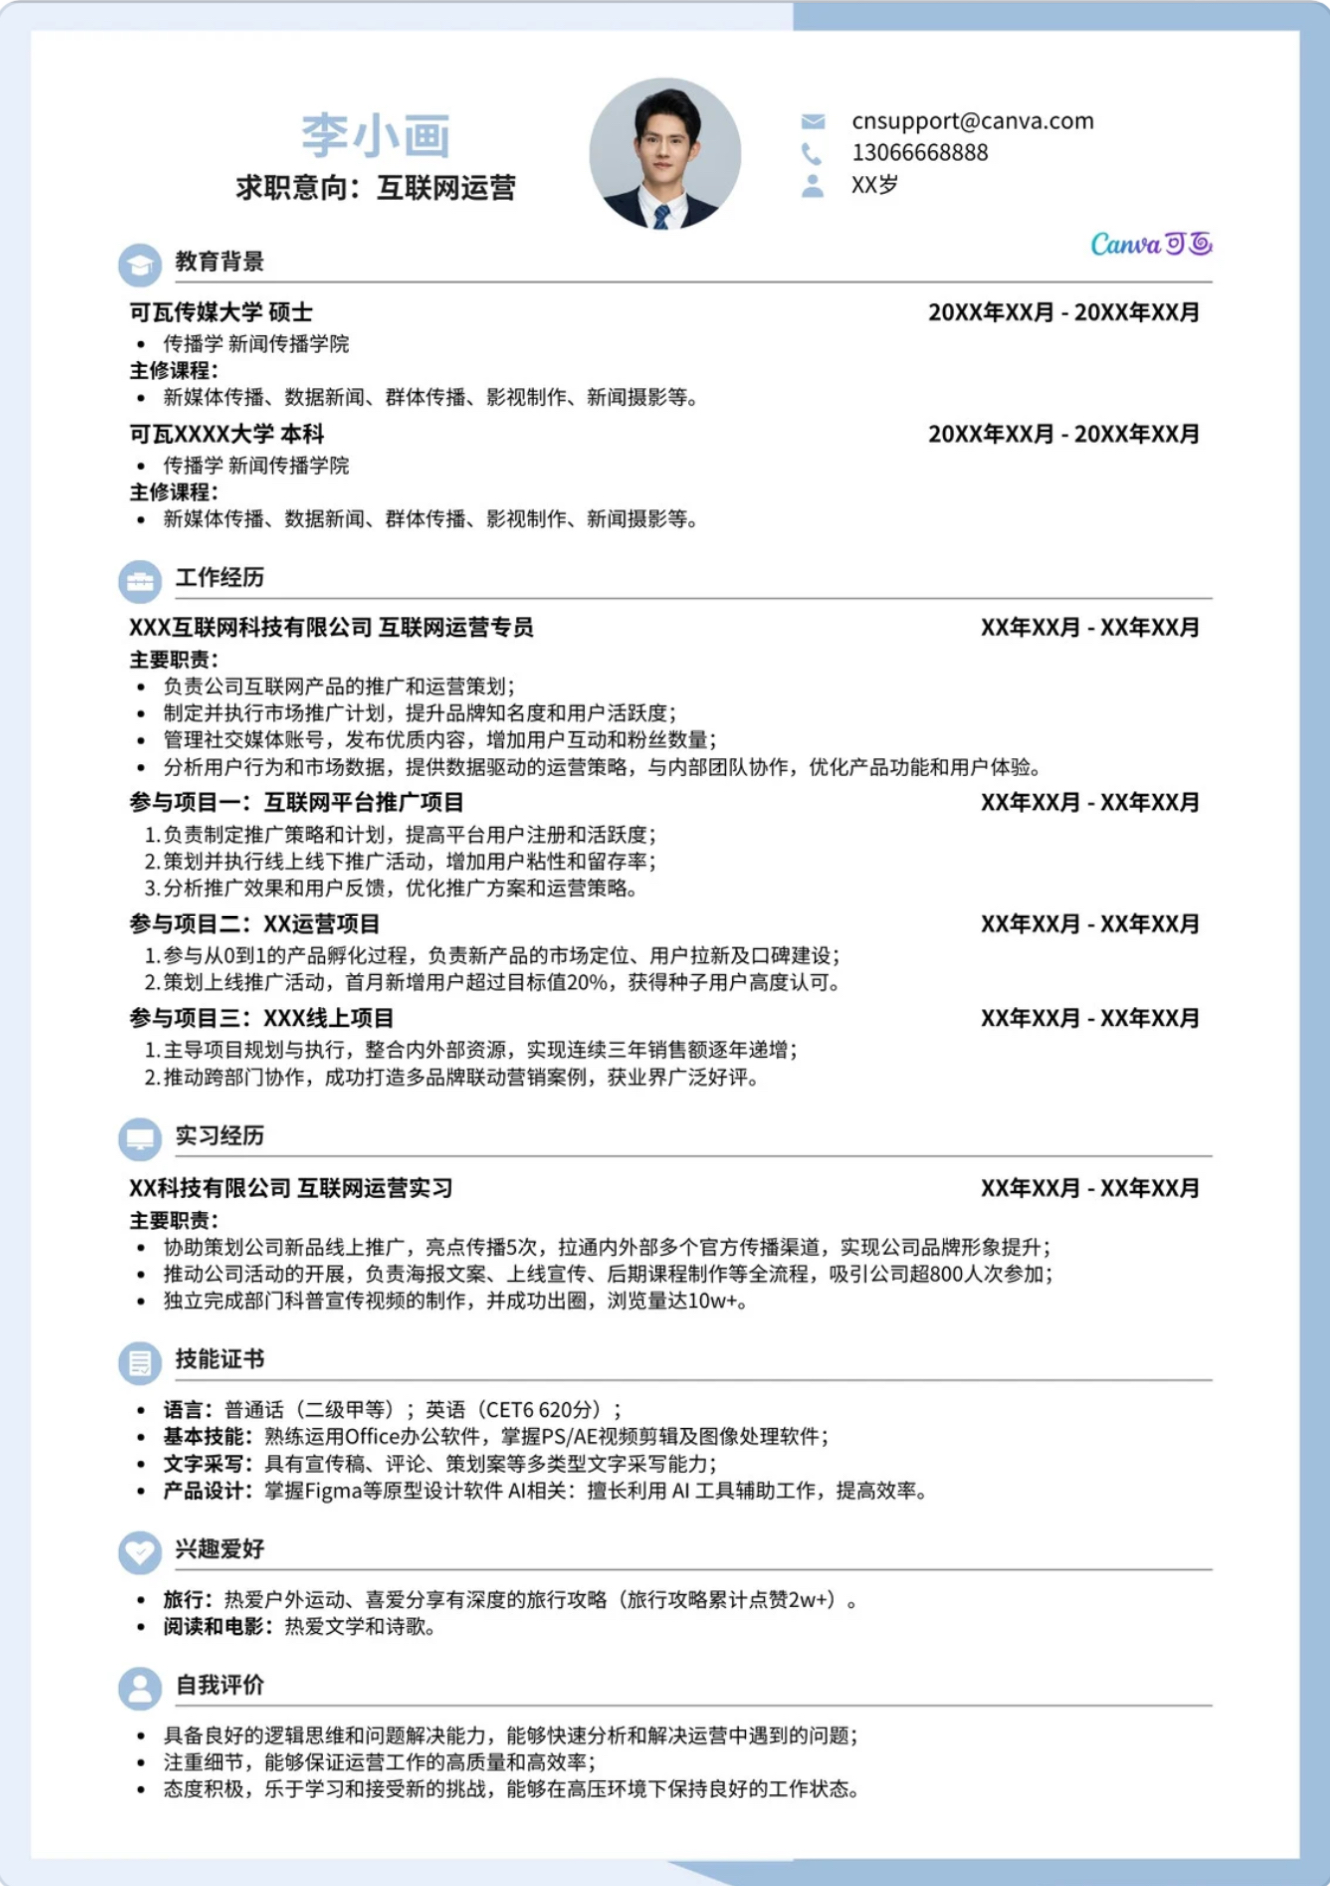 李小画
求职意向：互联网运营
cnsupport@canva.com
13066668888
XX岁
Canva可画
教育背景
可瓦传媒大学 硕士 20XX年XX月 - 20XX年XX月
• 传播学 新闻传播学院
主修课程：
• 新媒体传播、数据新闻、群体传播、影视制作、新闻摄影等。
可瓦XXXX大学 本科 20XX年XX月 - 20XX年XX月
• 传播学 新闻传播学院
主修课程：
• 新媒体传播、数据新闻、群体传播、影视制作、新闻摄影等。
工作经历
XXX互联网科技有限公司 互联网运营专员 XX年XX月 - XX年XX月
主要职责：
• 负责公司互联网产品的推广和运营策划；
• 制定并执行市场推广计划，提升品牌知名度和用户活跃度；
• 管理社交媒体账号，发布优质内容，增加用户互动和粉丝数量；
• 分析用户行为和市场数据，提供数据驱动的运营策略，与内部团队协作，优化产品功能和用户体验。
参与项目一：互联网平台推广项目 XX年XX月 - XX年XX月
1.负责制定推广策略和计划，提高平台用户注册和活跃度；
2.策划并执行线上线下推广活动，增加用户粘性和留存率；
3.分析推广效果和用户反馈，优化推广方案和运营策略。
参与项目二：XX运营项目 XX年XX月 - XX年XX月
1.参与从0到1的产品孵化过程，负责新产品的市场定位、用户拉新及口碑建设；
2.策划上线推广活动，首月新增用户超过目标值20%，获得种子用户高度认可。
参与项目三：XXX线上项目 XX年XX月 - XX年XX月
1.主导项目规划与执行，整合内外部资源，实现连续三年销售额逐年递增；
2.推动跨部门协作，成功打造多品牌联动营销案例，获业界广泛好评。
实习经历
XX科技有限公司 互联网运营实习 XX年XX月 - XX年XX月
主要职责：
• 协助策划公司新品线上推广，亮点传播5次，拉通内外部多个官方传播渠道，实现公司品牌形象提升；
• 推动公司活动的开展，负责海报文案、上线宣传、后期课程制作等全流程，吸引公司超800人次参加；
• 独立完成部门科普宣传视频的制作，并成功出圈，浏览量达10w+。
技能证书
• 语言：普通话（二级甲等）；英语（CET6 620分）；
• 基本技能：熟练运用Office办公软件，掌握PS/AE视频剪辑及图像处理软件；
• 文字采写：具有宣传稿、评论、策划案等多类型文字采写能力；
• 产品设计：掌握Figma等原型设计软件 AI相关：擅长利用 AI 工具辅助工作，提高效率。
兴趣爱好
• 旅行：热爱户外运动、喜爱分享有深度的旅行攻略（旅行攻略累计点赞2w+）。
• 阅读和电影：热爱文学和诗歌。
自我评价
• 具备良好的逻辑思维和问题解决能力，能够快速分析和解决运营中遇到的问题；
• 注重细节，能够保证运营工作的高质量和高效率；
• 态度积极，乐于学习和接受新的挑战，能够在高压环境下保持良好的工作状态。